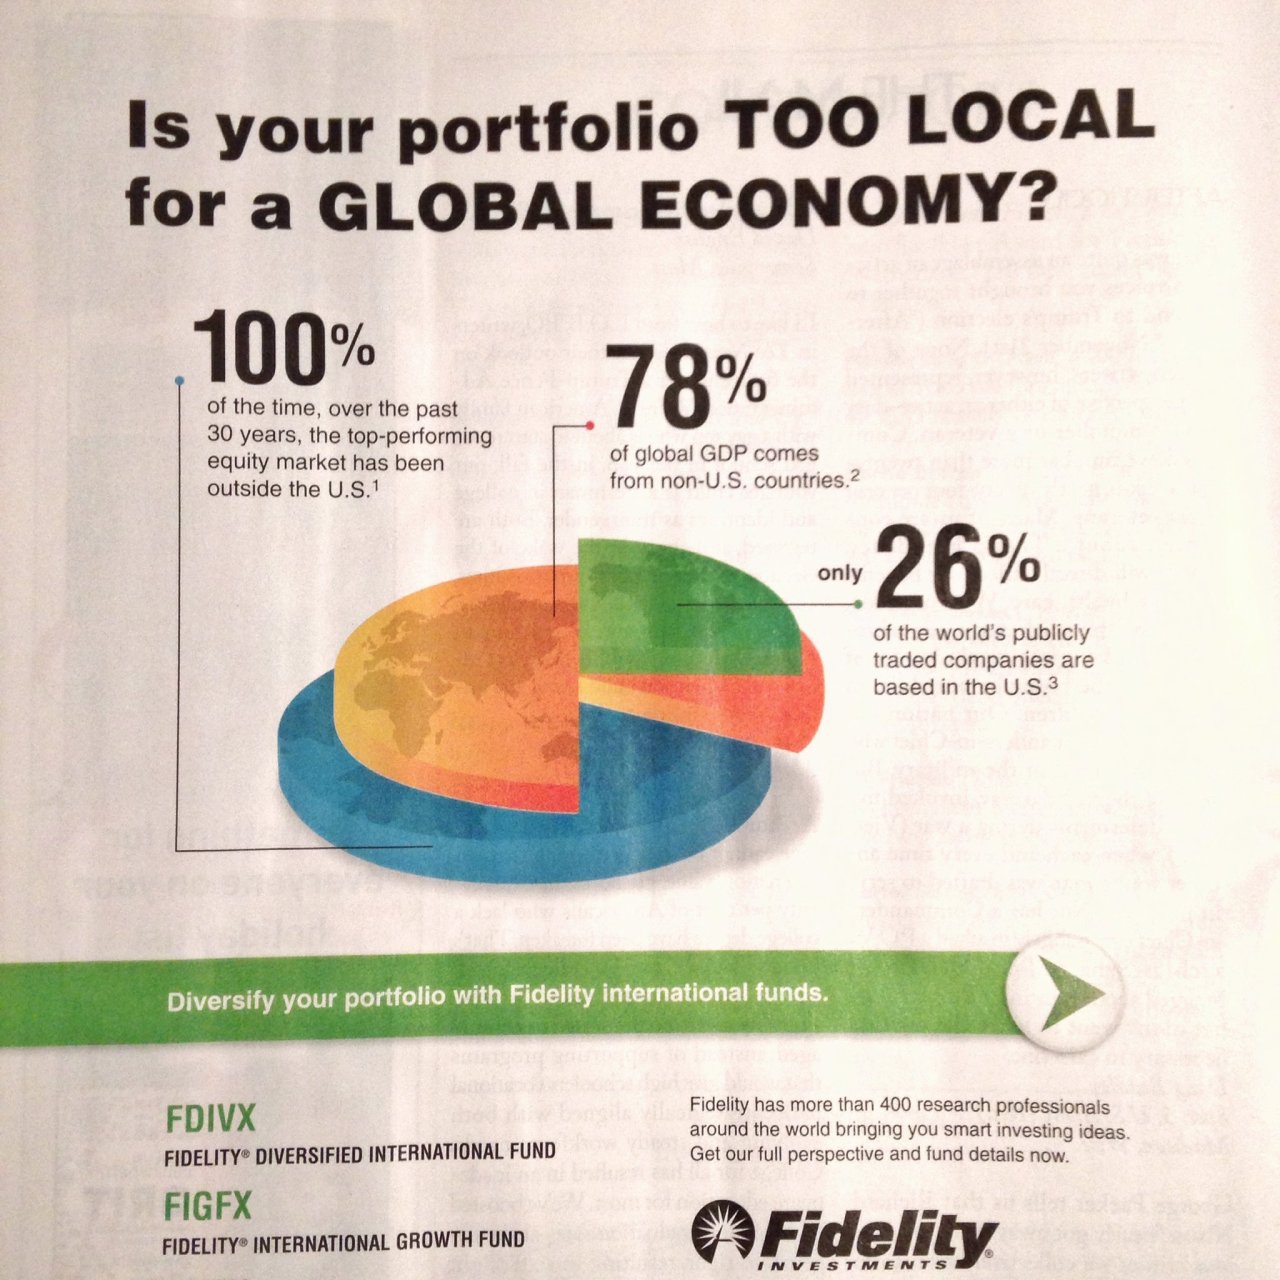 Is your portfolio TOO LOCAL
for a GLOBAL ECONOMY?
100%
of the time, over the past
30 years, the top-performing
equity market has been
outside the U.S.¹
78%
of global GDP comes
from non-U.S. countries.²
only 26%
of the world's publicly
traded companies are
based in the U.S.³
Diversify your portfolio with Fidelity international funds.
FDIVX
FIDELITY® DIVERSIFIED INTERNATIONAL FUND
FIGFX
FIDELITY® INTERNATIONAL GROWTH FUND
Fidelity has more than 400 research professionals
around the world bringing you smart investing ideas.
Get our full perspective and fund details now.
Fidelity®
INVESTMENTS